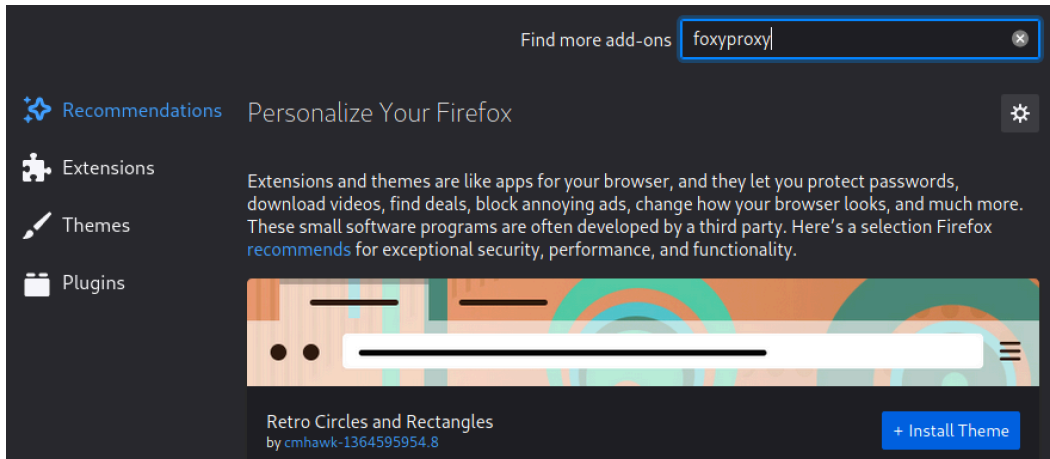 Find more add-ons foxyproxy
Recommendations
Extensions
Themes
Plugins
Personalize Your Firefox
Extensions and themes are like apps for your browser, and they let you protect passwords,
download videos, find deals, block annoying ads, change how your browser looks, and much more.
These small software programs are often developed by a third party. Here's a selection Firefox
recommends for exceptional security, performance, and functionality.
Retro Circles and Rectangles
by cmhawk-1364595954.8
+ Install Theme